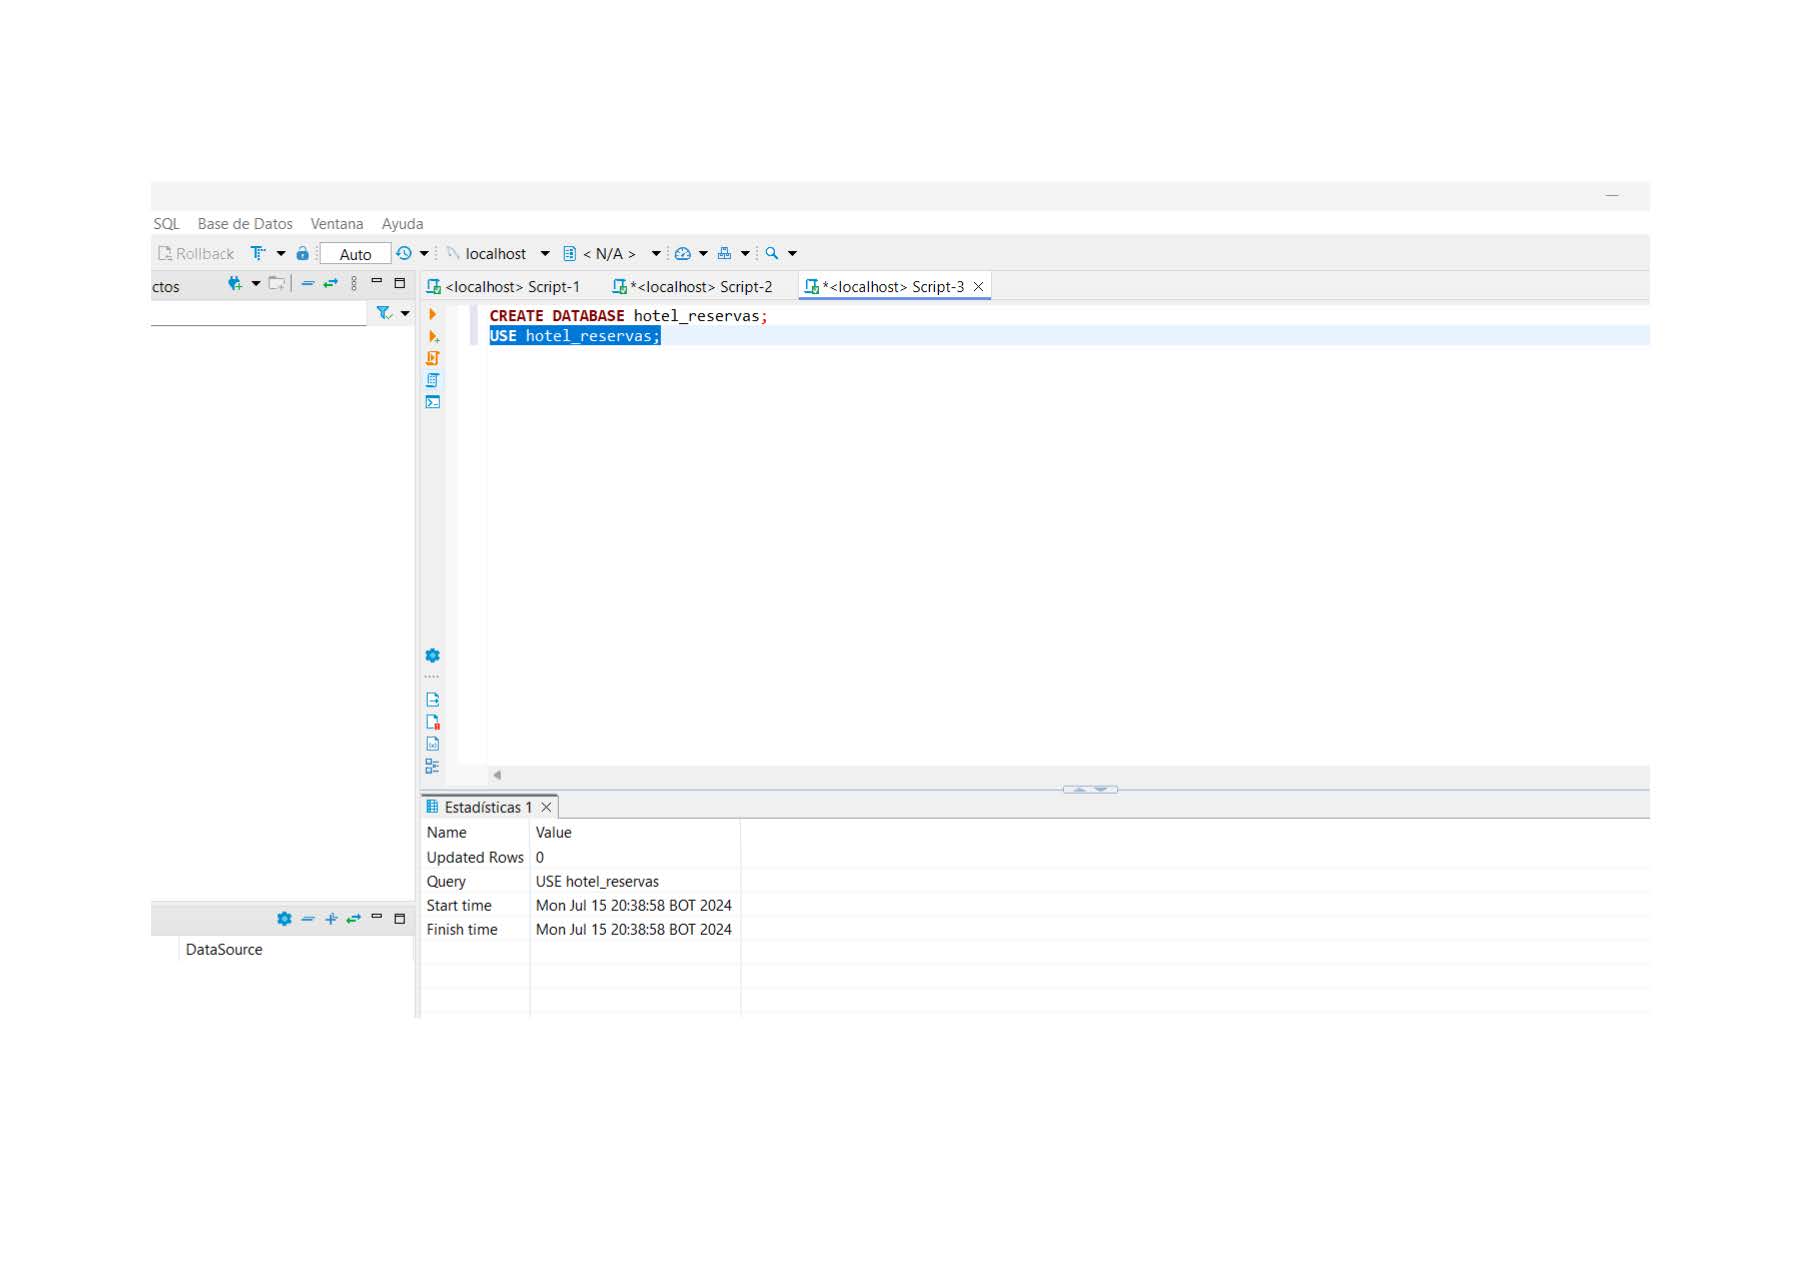 SQL Base de Datos Ventana Ayuda
Rollback Auto localhost < N/A >
ctos
<localhost> Script-1 *<localhost> Script-2 *<localhost> Script-3
CREATE DATABASE hotel_reservas;
USE hotel_reservas;
Estadísticas 1
Name Value
Updated Rows 0
Query USE hotel_reservas
Start time Mon Jul 15 20:38:58 BOT 2024
Finish time Mon Jul 15 20:38:58 BOT 2024
DataSource